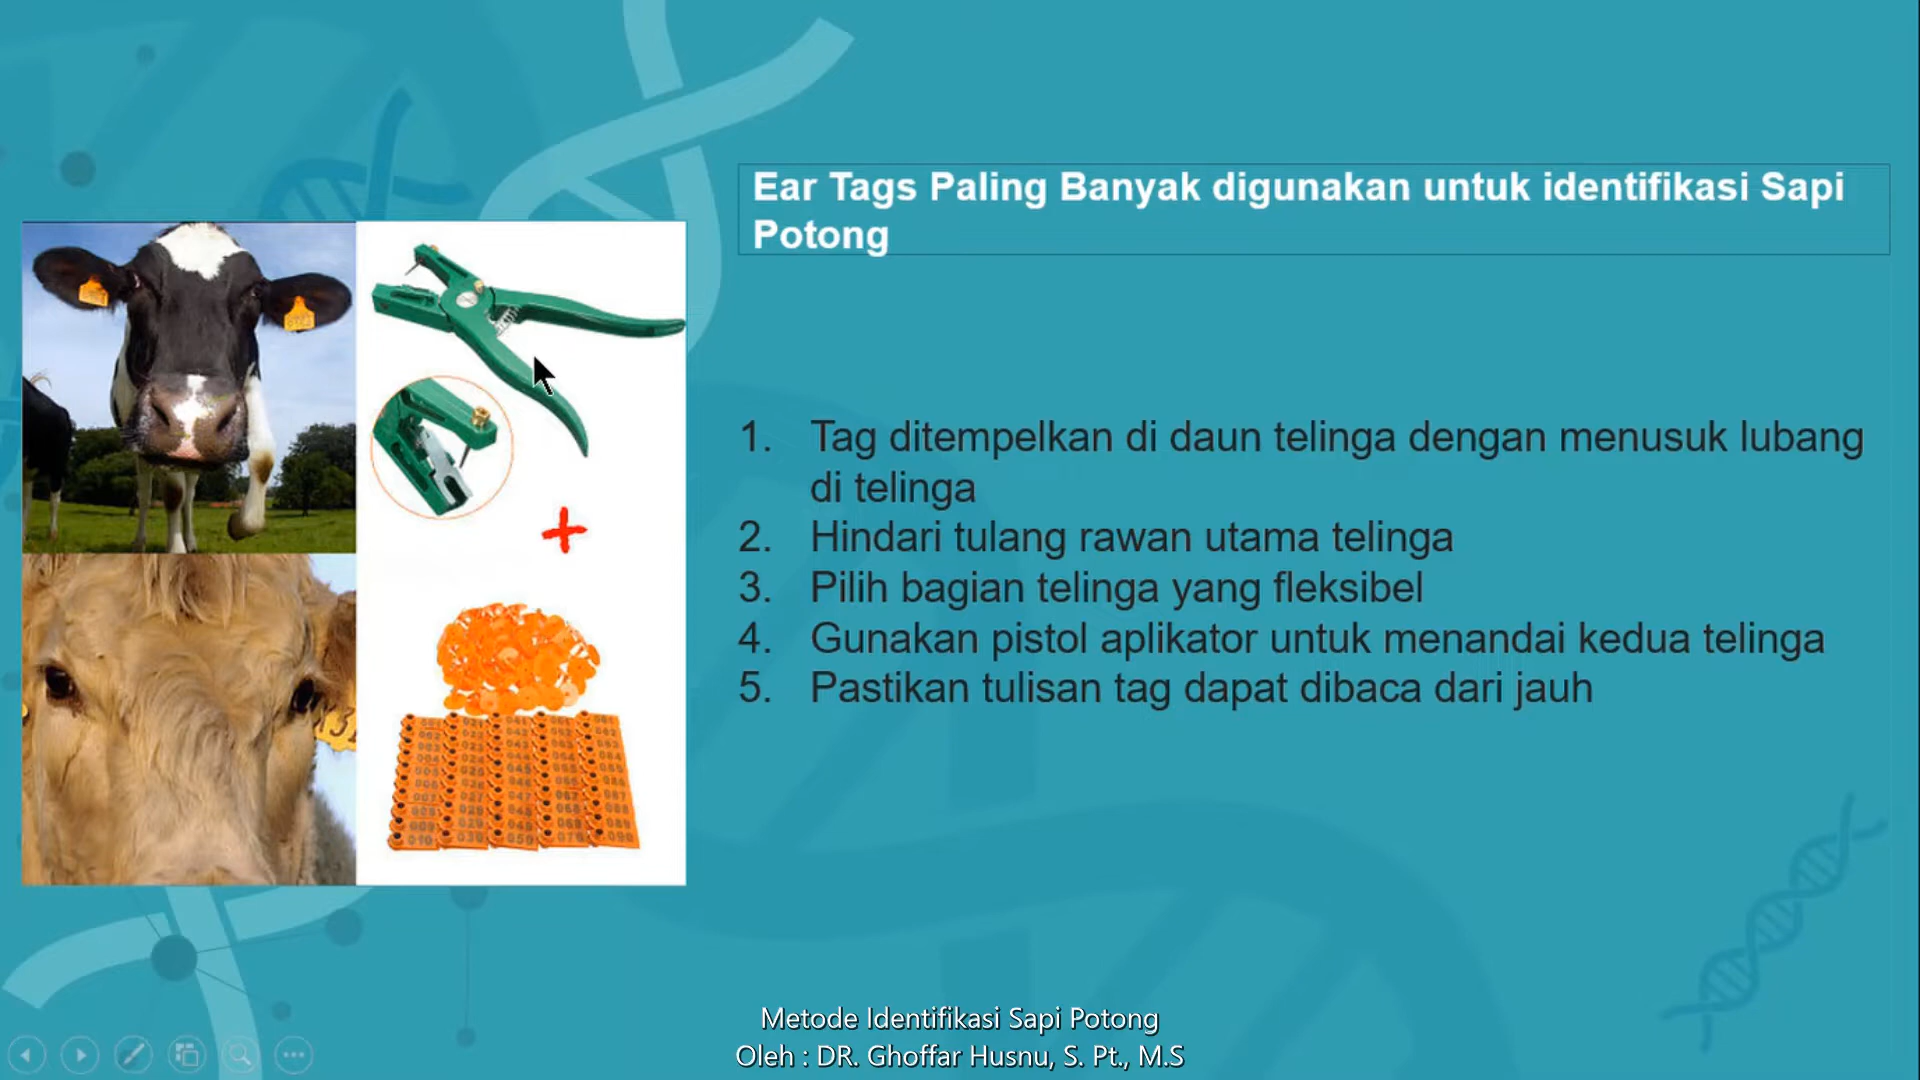 Ear Tags Paling Banyak digunakan untuk identifikasi Sapi
Potong
1. Tag ditempelkan di daun telinga dengan menusuk lubang
di telinga
2. Hindari tulang rawan utama telinga
3. Pilih bagian telinga yang fleksibel
4. Gunakan pistol aplikator untuk menandai kedua telinga
5. Pastikan tulisan tag dapat dibaca dari jauh
Metode Identifikasi Sapi Potong
Oleh : DR. Ghoffar Husnu, S. Pt., M.S